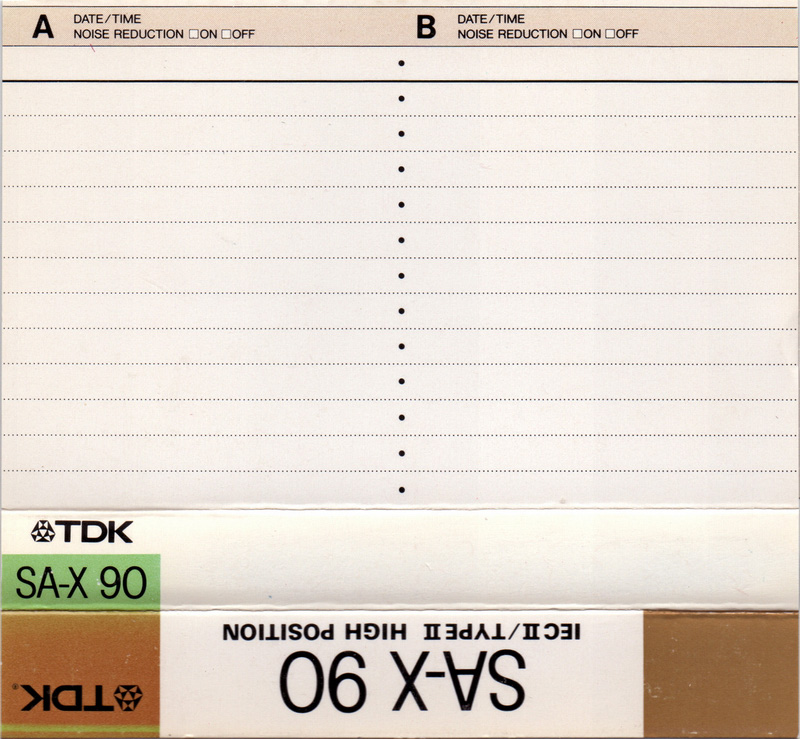 A DATE/TIME
NOISE REDUCTION □ON □OFF
B DATE/TIME
NOISE REDUCTION □ON □OFF
TDK
SA-X 90
IEC II/TYPE II HIGH POSITION
SA-X 90
TDK®